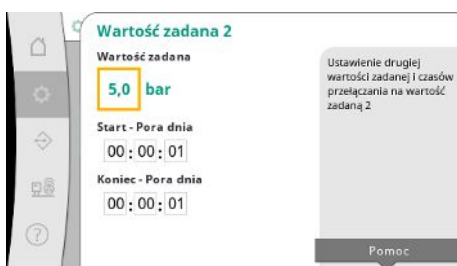 Wartość zadana 2
Wartość zadana
5,0 bar
Start - Pora dnia
00 : 00 : 01
Koniec - Pora dnia
00 : 00 : 01
Ustawienie drugiej
wartości zadanej i czasów
przełączania na wartość
zadaną 2
Pomoc